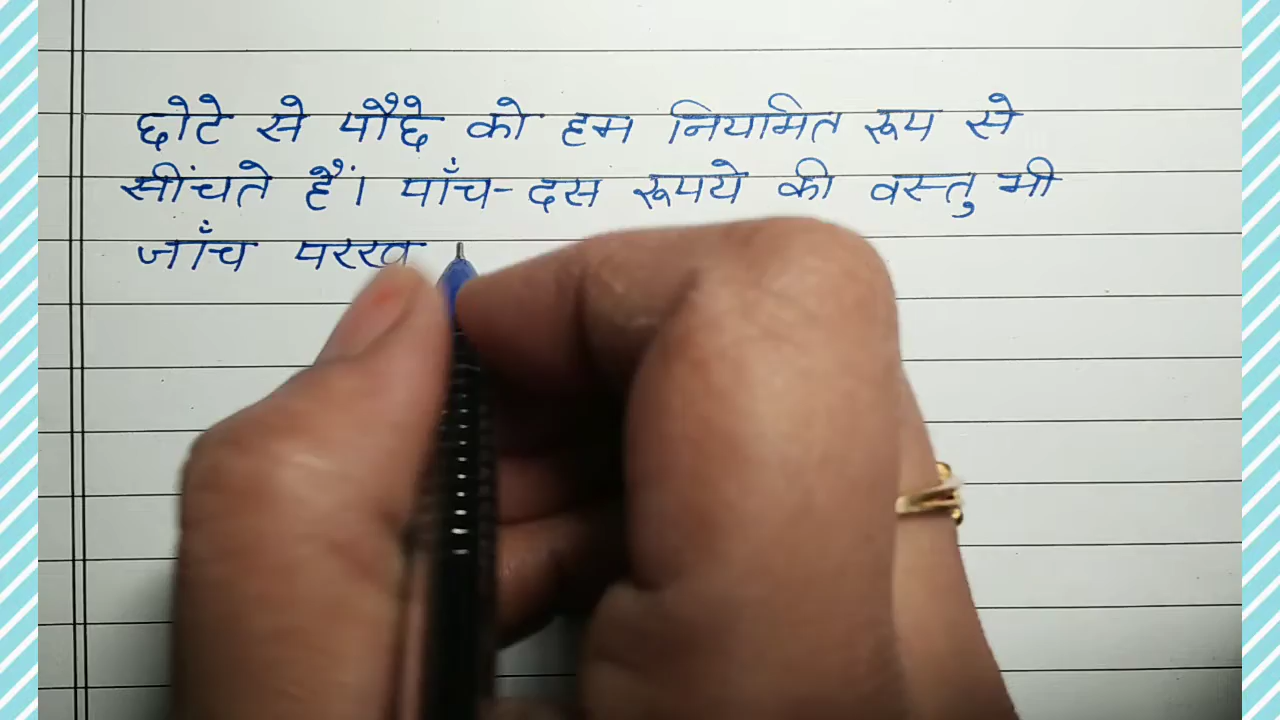 छोटे से पौधे को हम नियमित रूप से
सींचते हैं। पाँच-दस रूपये की वस्तु भी
जाँच परख